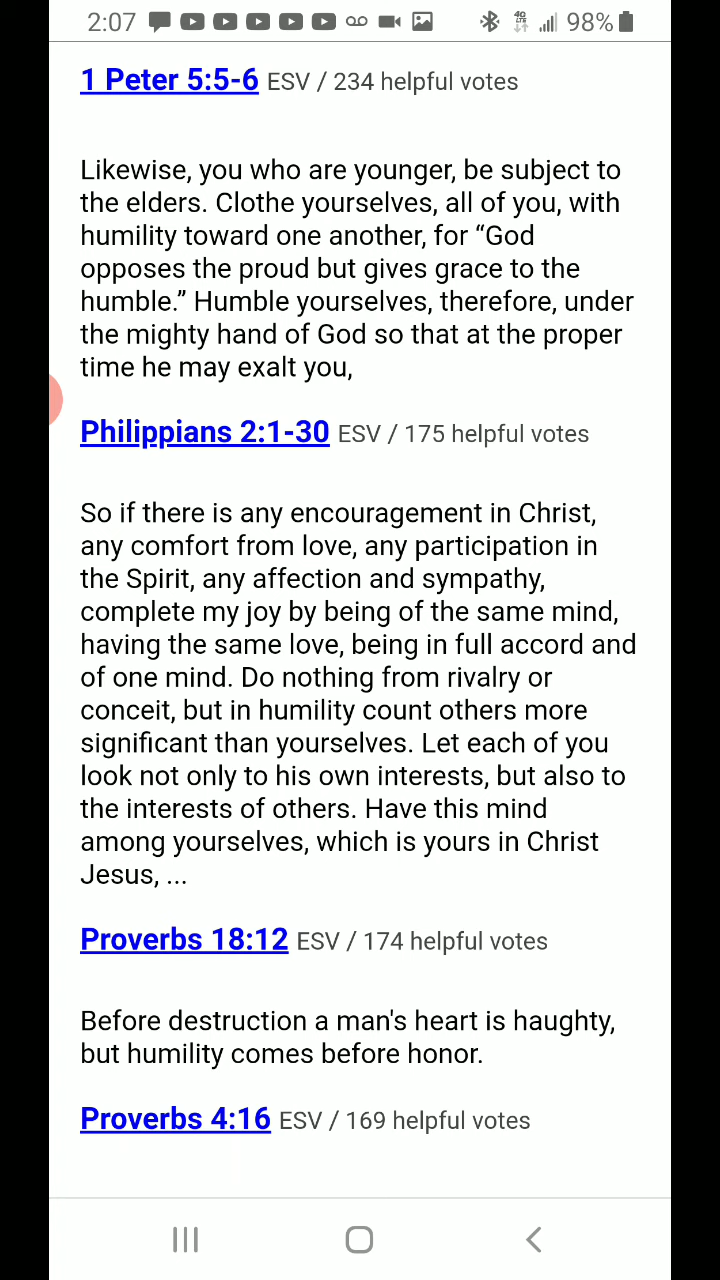 2:07 4G LTE 98%
1 Peter 5:5-6 ESV / 234 helpful votes
Likewise, you who are younger, be subject to
the elders. Clothe yourselves, all of you, with
humility toward one another, for “God
opposes the proud but gives grace to the
humble.” Humble yourselves, therefore, under
the mighty hand of God so that at the proper
time he may exalt you,
Philippians 2:1-30 ESV / 175 helpful votes
So if there is any encouragement in Christ,
any comfort from love, any participation in
the Spirit, any affection and sympathy,
complete my joy by being of the same mind,
having the same love, being in full accord and
of one mind. Do nothing from rivalry or
conceit, but in humility count others more
significant than yourselves. Let each of you
look not only to his own interests, but also to
the interests of others. Have this mind
among yourselves, which is yours in Christ
Jesus, ...
Proverbs 18:12 ESV / 174 helpful votes
Before destruction a man's heart is haughty,
but humility comes before honor.
Proverbs 4:16 ESV / 169 helpful votes